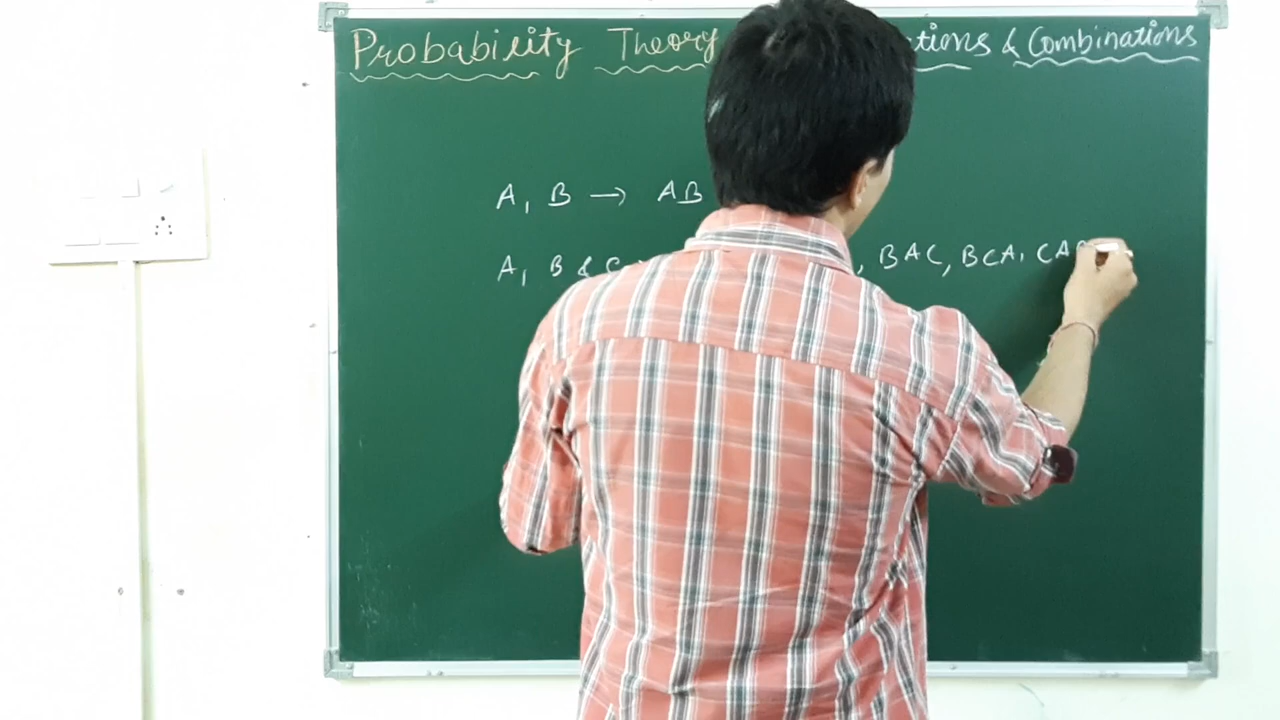 Probability Theory tions & Combinations
A, B → AB
A, B & C , BAC, BCA, CA